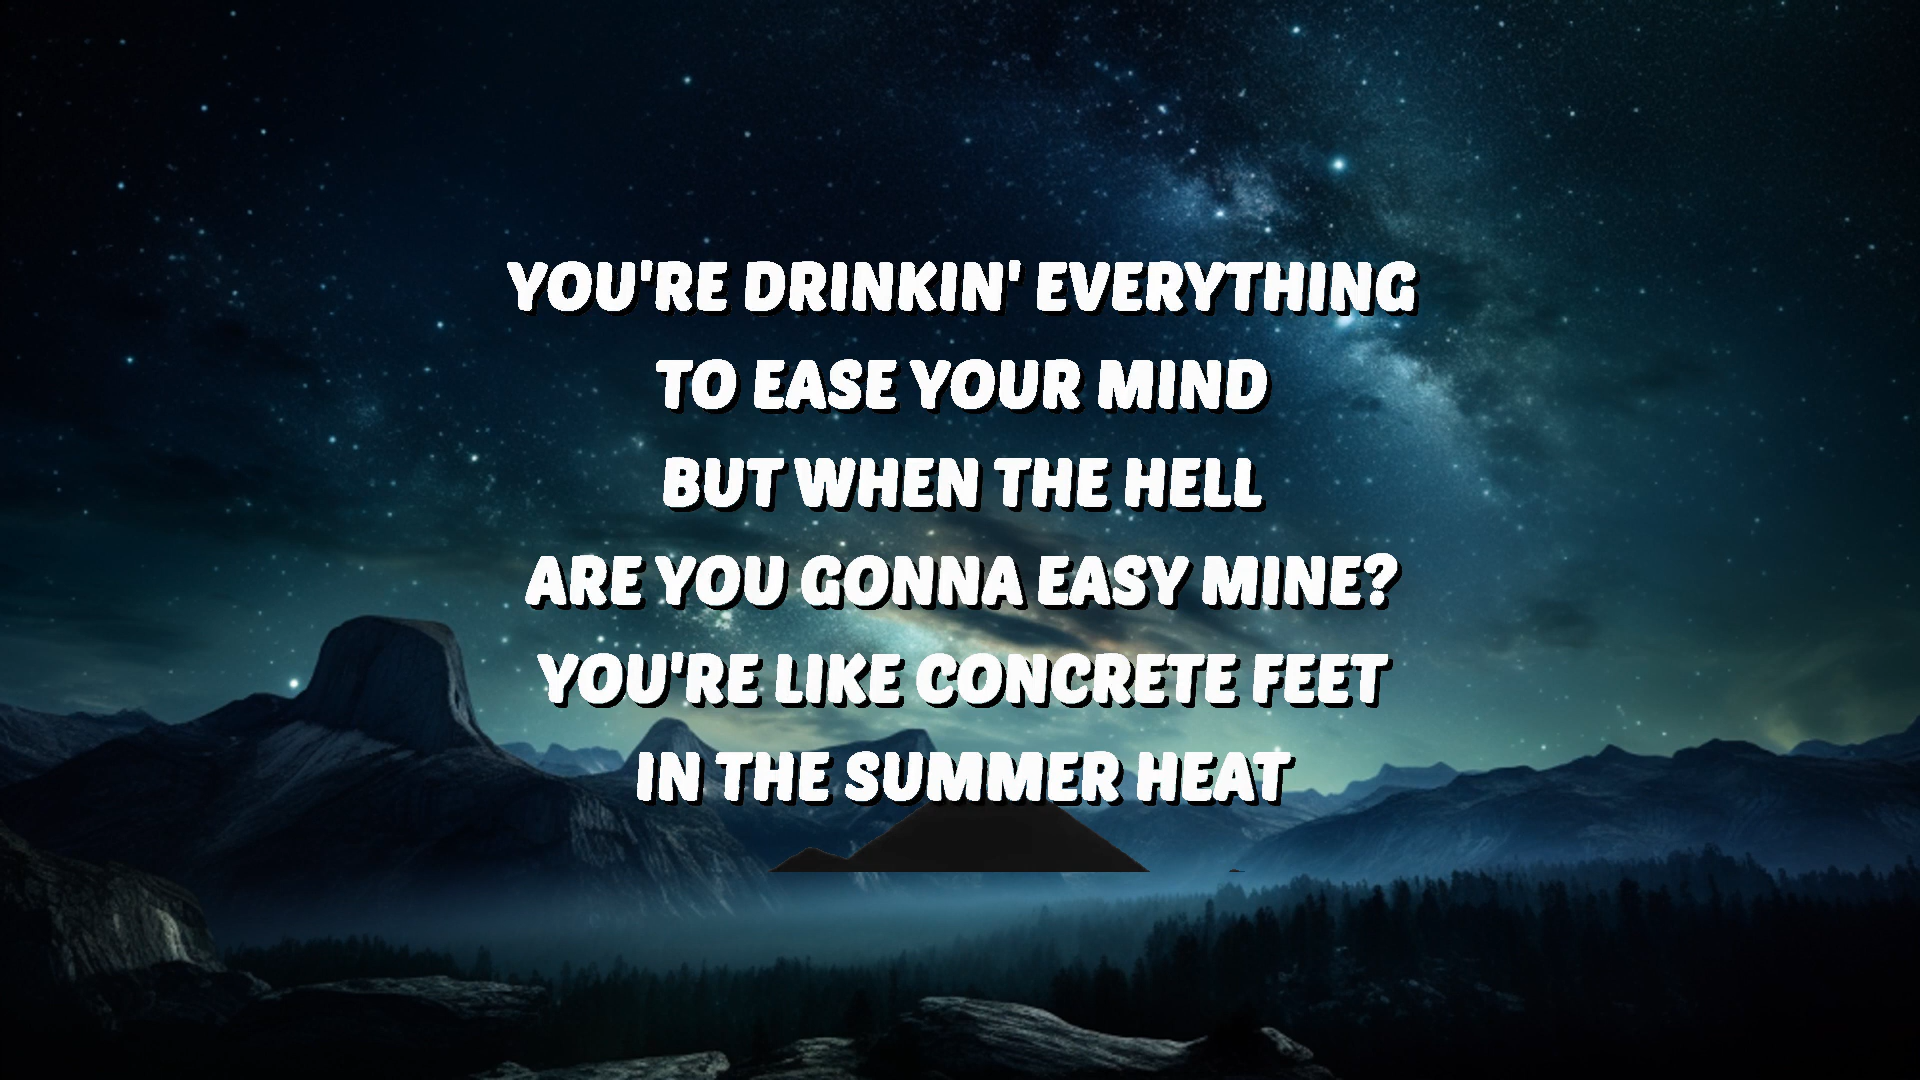 YOU'RE DRINKIN' EVERYTHING
TO EASE YOUR MIND
BUT WHEN THE HELL
ARE YOU GONNA EASY MINE?
YOU'RE LIKE CONCRETE FEET
IN THE SUMMER HEAT